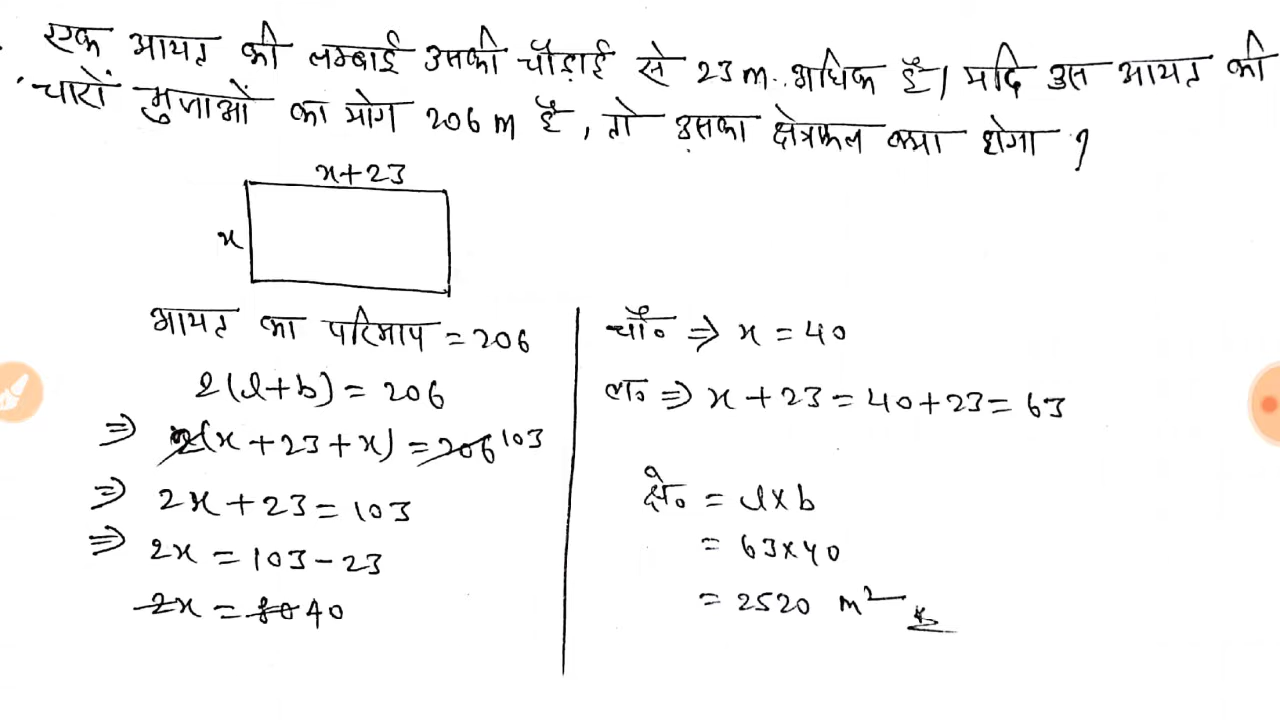 एक आयत की लम्बाई उसकी चौड़ाई से 23 m. अधिक है। यदि उस आयत की
चारों भुजाओं का योग 206 m है, तो उसका क्षेत्रफल क्या होगा ?
x+23
x
आयत का परिमाप = 206
2(l+b) = 206
⇒ 2(x+23+x) = 206 103
⇒ 2x+23 = 103
⇒ 2x = 103-23
2x = 80 40
चौ० ⇒ x = 40
ल० ⇒ x+23 = 40+23 = 63
क्षे० = l×b
= 63×40
= 2520 m²